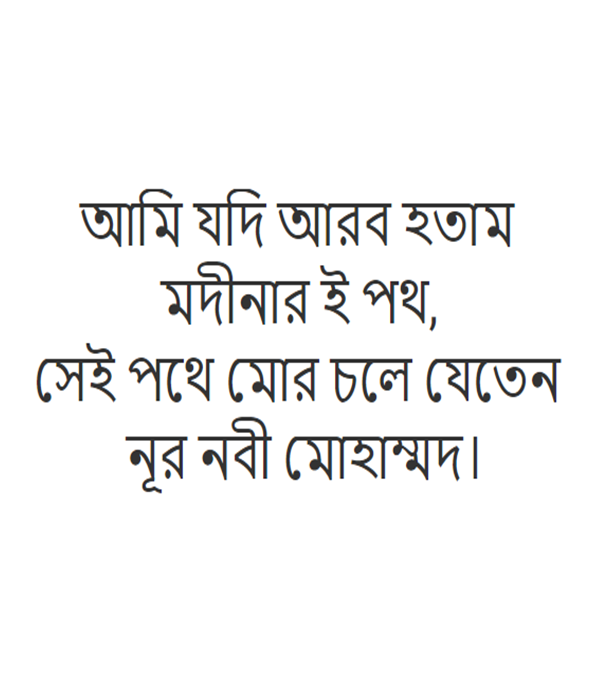 আমি যদি আরব হতাম
মদীনার ই পথ,
সেই পথে মোর চলে যেতেন
নূর নবী মোহাম্মদ।